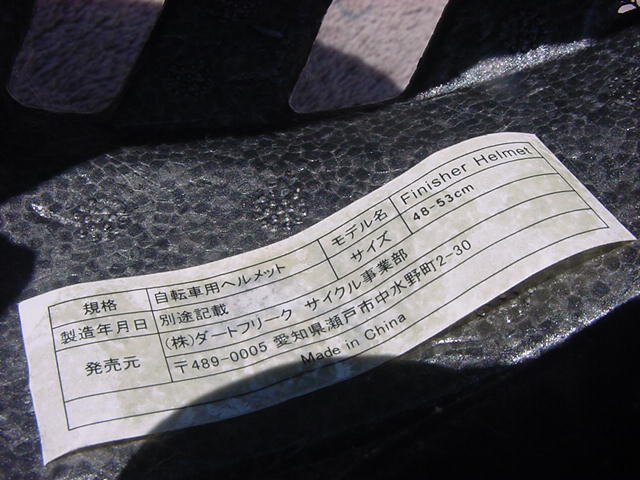 規格 自転車用ヘルメット モデル名 Finisher Helmet
製造年月日 別途記載 サイズ 48-53cm
発売元 (株)ダートフリーク サイクル事業部
〒489-0005 愛知県瀬戸市中水野町2-30
Made in China